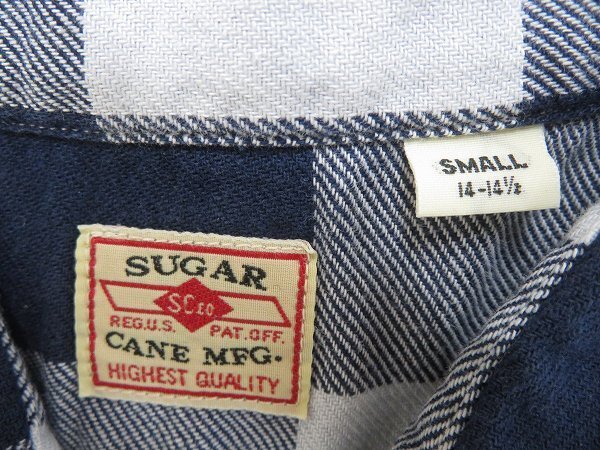 SUGAR
SC Co
REG.U.S. PAT.OFF.
CANE MFG.
HIGHEST QUALITY
SMALL
14-14½